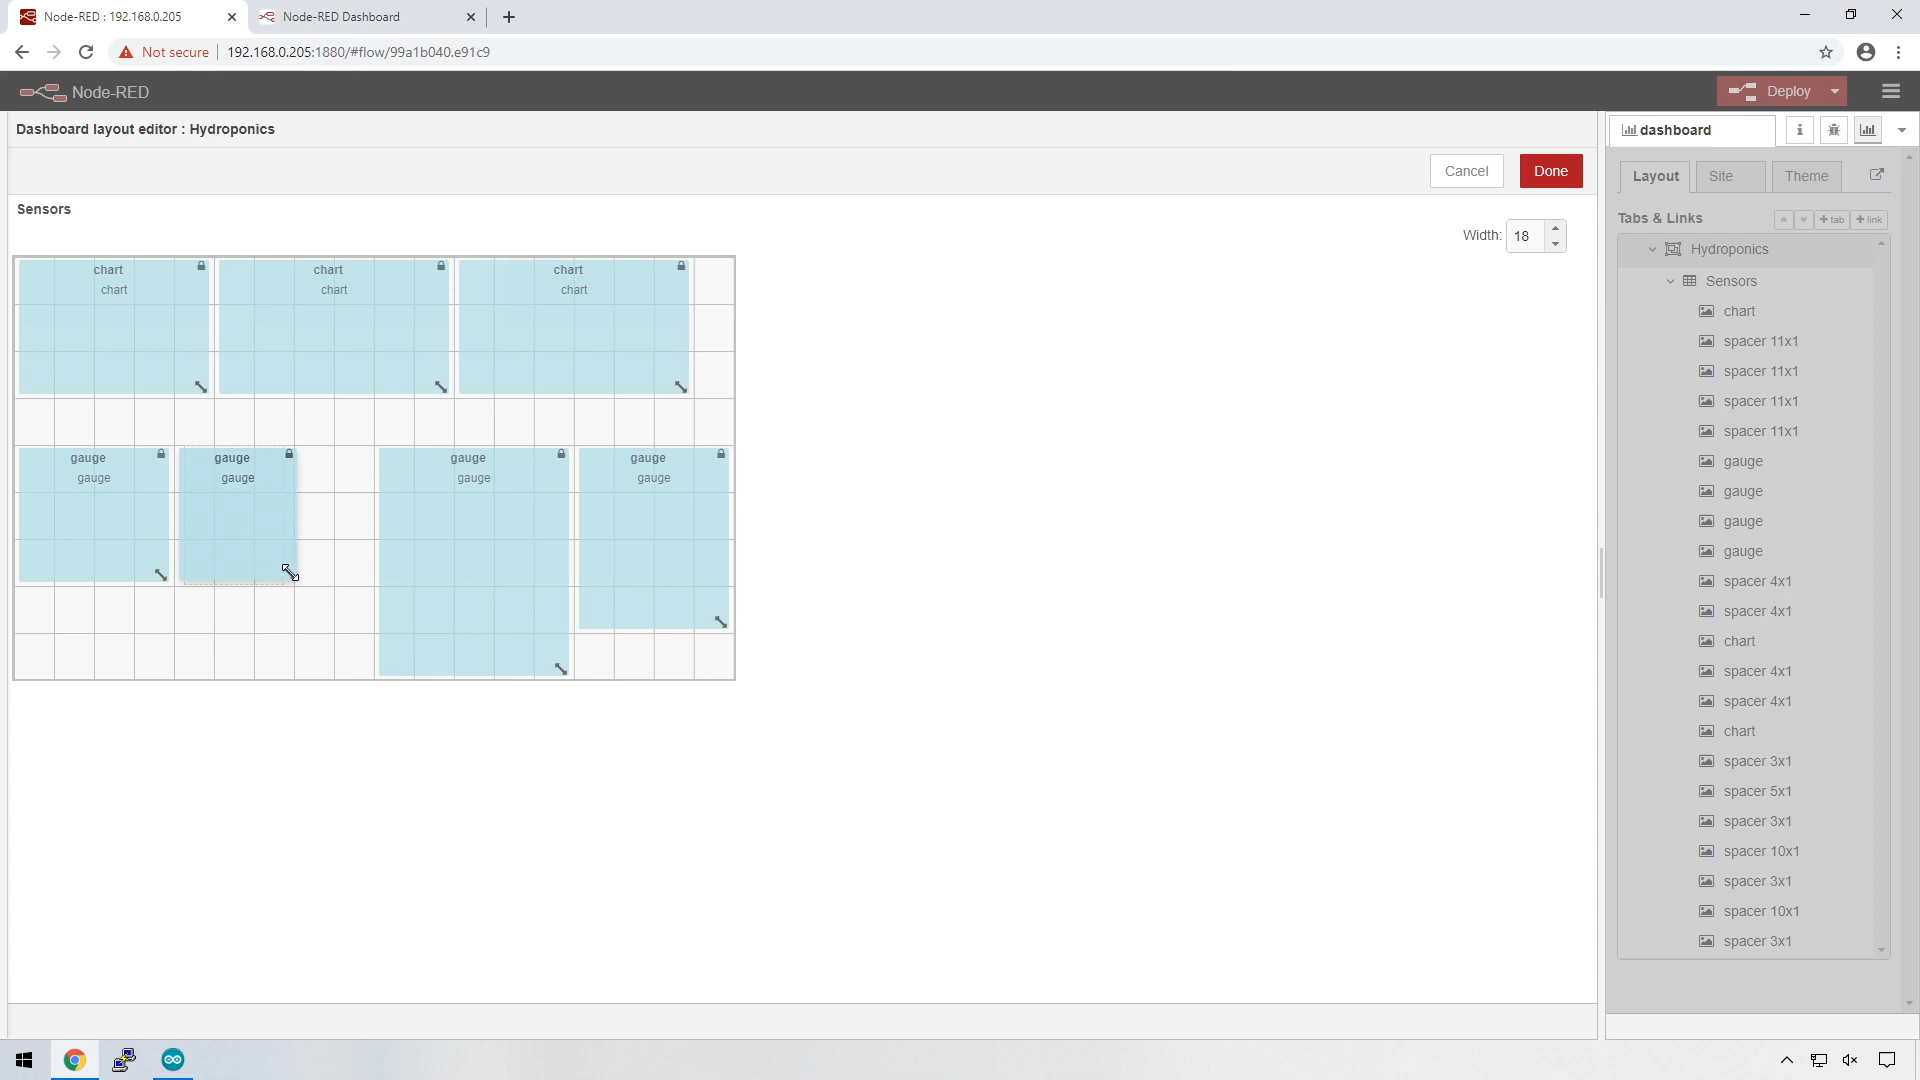 Node-RED : 192.168.0.205
Node-RED Dashboard
Not secure
192.168.0.205:1880/#flow/99a1b040.e91c9
Node-RED
Deploy
Dashboard layout editor : Hydroponics
Cancel
Done
Sensors
Width: 18
chart
chart
chart
chart
chart
chart
gauge
gauge
gauge
gauge
gauge
gauge
gauge
gauge
dashboard
i
Layout
Site
Theme
Tabs & Links
+ tab
+ link
Hydroponics
Sensors
chart
spacer 11x1
spacer 11x1
spacer 11x1
spacer 11x1
gauge
gauge
gauge
gauge
spacer 4x1
spacer 4x1
chart
spacer 4x1
spacer 4x1
chart
spacer 3x1
spacer 5x1
spacer 3x1
spacer 10x1
spacer 3x1
spacer 10x1
spacer 3x1